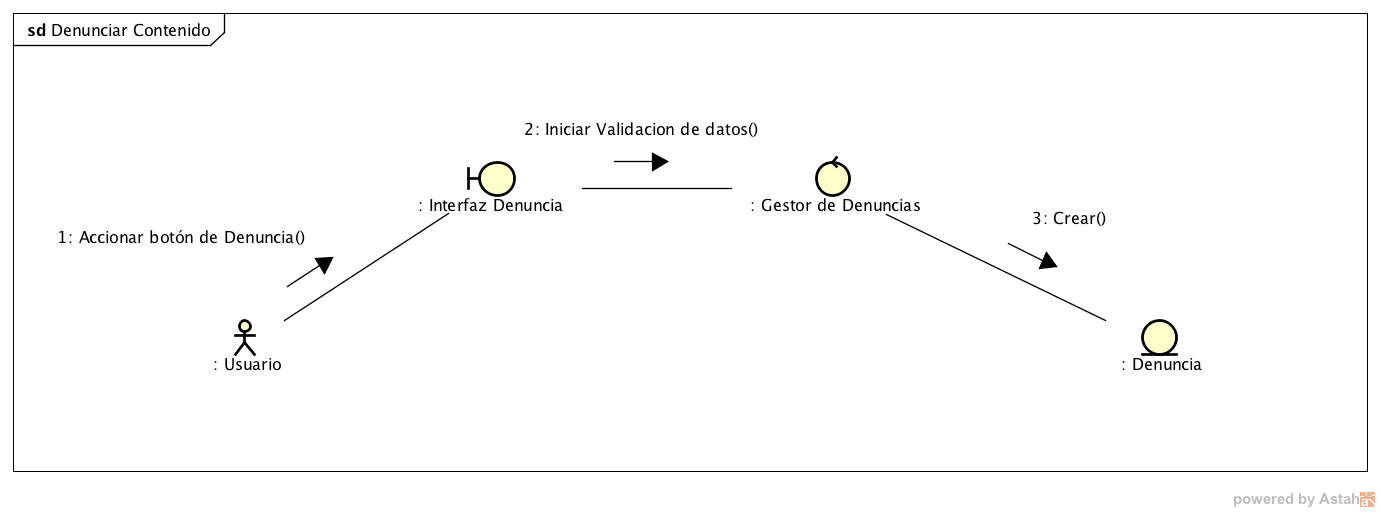 sd Denunciar Contenido
2: Iniciar Validacion de datos()
: Interfaz Denuncia
: Gestor de Denuncias
3: Crear()
1: Accionar botón de Denuncia()
: Usuario
: Denuncia
powered by Astah